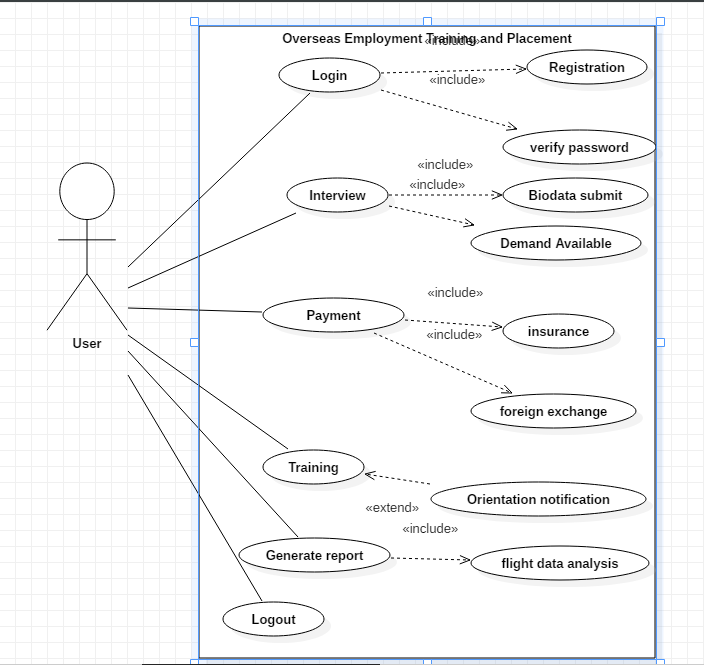 Overseas Employment Training and Placement
«include»
Login
Registration
«include»
verify password
«include»
«include»
Interview
Biodata submit
Demand Available
«include»
Payment
insurance
«include»
User
foreign exchange
Training
Orientation notification
«extend»
«include»
Generate report
flight data analysis
Logout